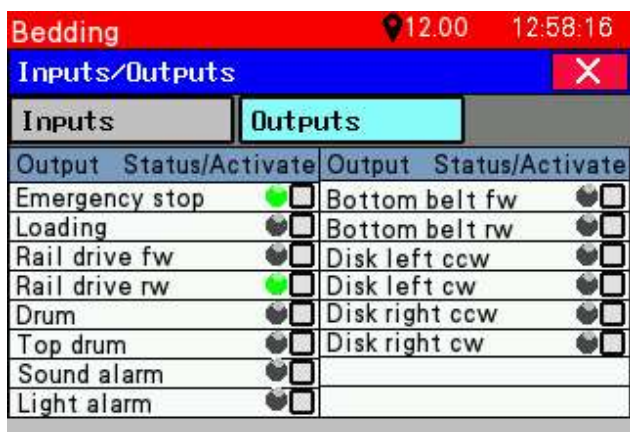 Bedding 12.00 12:58:16
Inputs/Outputs
Inputs Outputs
Output Status/Activate Output Status/Activate
Emergency stop Bottom belt fw
Loading Bottom belt rw
Rail drive fw Disk left ccw
Rail drive rw Disk left cw
Drum Disk right ccw
Top drum Disk right cw
Sound alarm
Light alarm